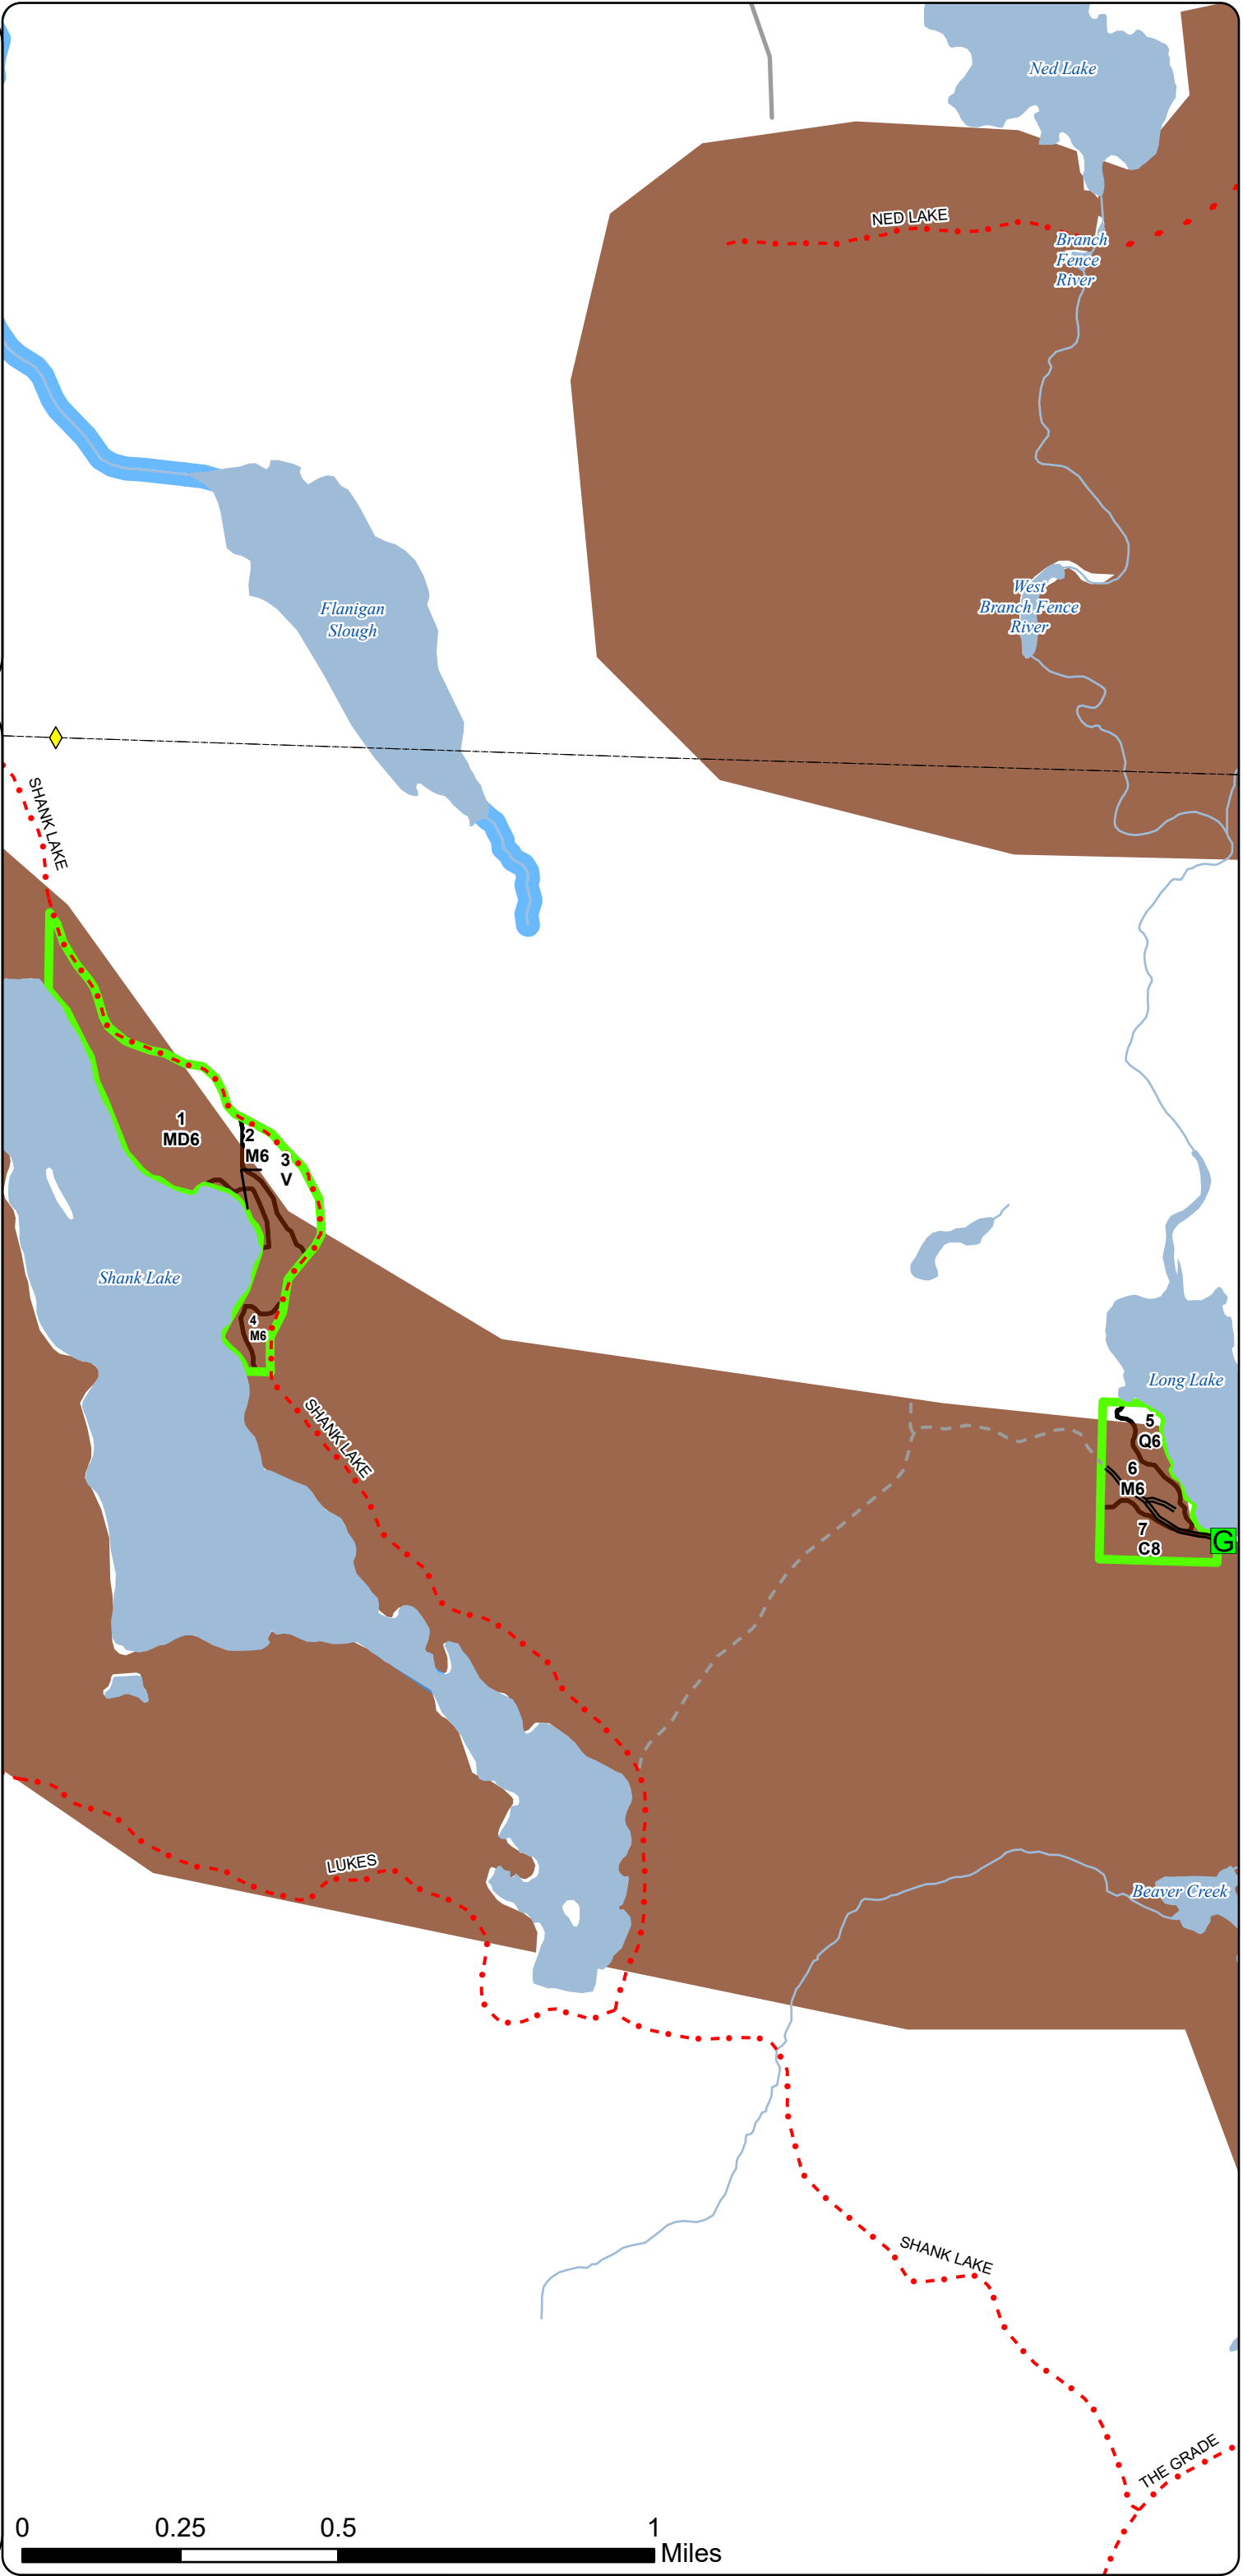 Ned Lake
NED LAKE
Branch
Fence
River
West
Branch Fence
River
Flanigan
Slough
SHANK LAKE
1
MD6
2
M6
3
V
Shank Lake
4
M6
SHANK LAKE
Long Lake
5
Q6
6
M6
7
C8
G
LUKES
Beaver Creek
SHANK LAKE
THE GRADE
0 0.25 0.5 1
Miles